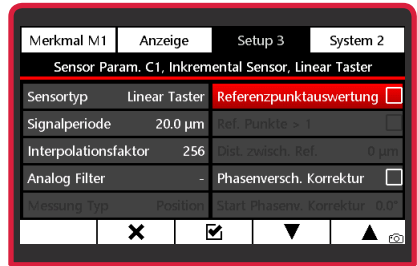 Merkmal M1 Anzeige Setup 3 System 2
Sensor Param. C1, Inkremental Sensor, Linear Taster
Sensortyp Linear Taster Referenzpunktauswertung
Signalperiode 20.0 µm Ref. Punkte > 1
Interpolationsfaktor 256 Dist. zwisch. Ref. 0 µm
Analog Filter - Phasenversch. Korrektur
Messung Typ Position Start Phasenv. Korrektur 0.0°